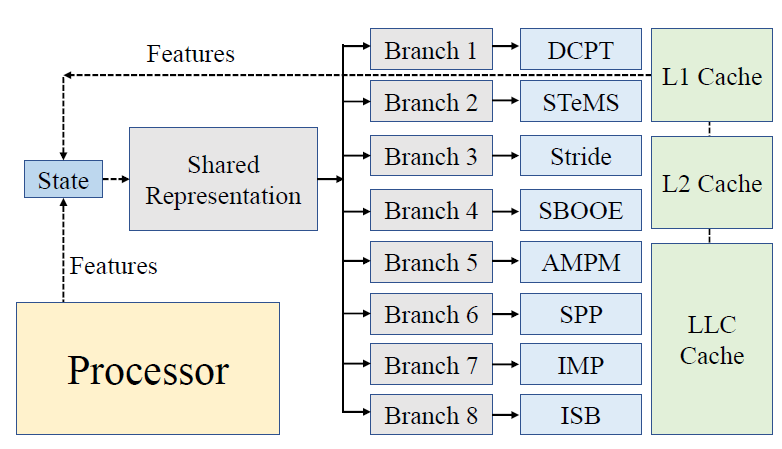 Features
Branch 1
DCPT
L1 Cache
Branch 2
STeMS
Shared
Representation
Branch 3
Stride
State
L2 Cache
Branch 4
SBOOE
Features
Branch 5
AMPM
Processor
Branch 6
SPP
LLC
Cache
Branch 7
IMP
Branch 8
ISB